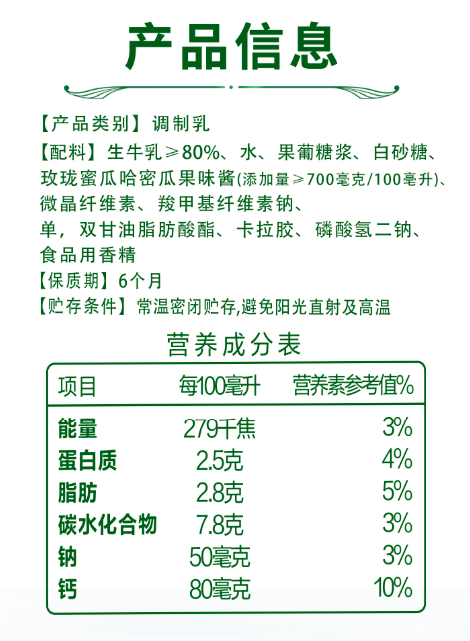 产品信息
【产品类别】调制乳
【配料】生牛乳≥80%、水、果葡糖浆、白砂糖、
玫珑蜜瓜哈密瓜果味酱(添加量≥700毫克/100毫升)、
微晶纤维素、羧甲基纤维素钠、
单，双甘油脂肪酸酯、卡拉胶、磷酸氢二钠、
食品用香精
【保质期】6个月
【贮存条件】常温密闭贮存,避免阳光直射及高温
营养成分表
项目 每100毫升 营养素参考值%
能量 279千焦 3%
蛋白质 2.5克 4%
脂肪 2.8克 5%
碳水化合物 7.8克 3%
钠 50毫克 3%
钙 80毫克 10%